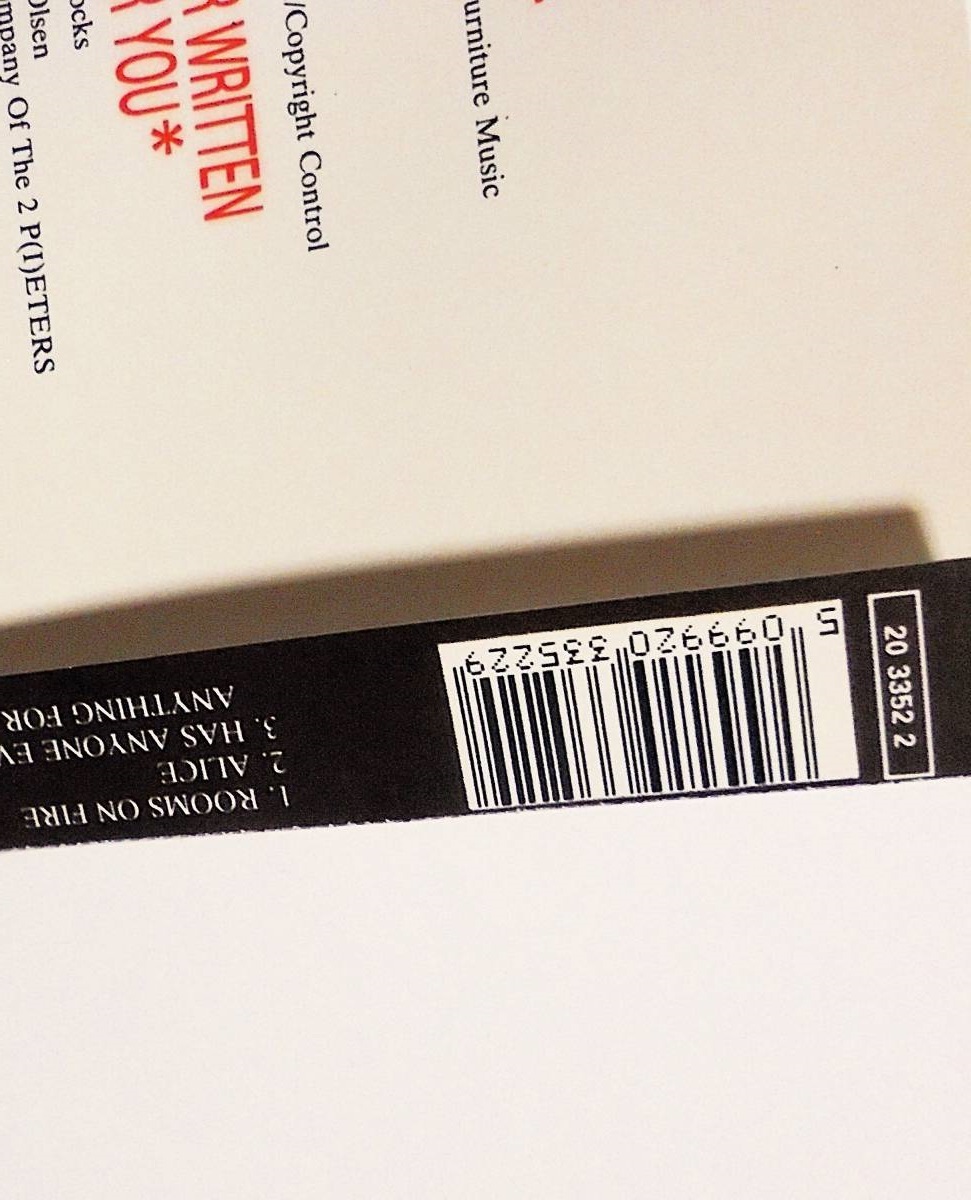 urniture Music
/Copyright Control
R WRITTEN
R YOU*
ocks
Olsen
mpany Of The 2 P(I)ETERS
1. ROOMS ON FIRE
2. ALICE
3. HAS ANYONE EV
ANYTHING FOR
5 099920 335229
20 3352 2